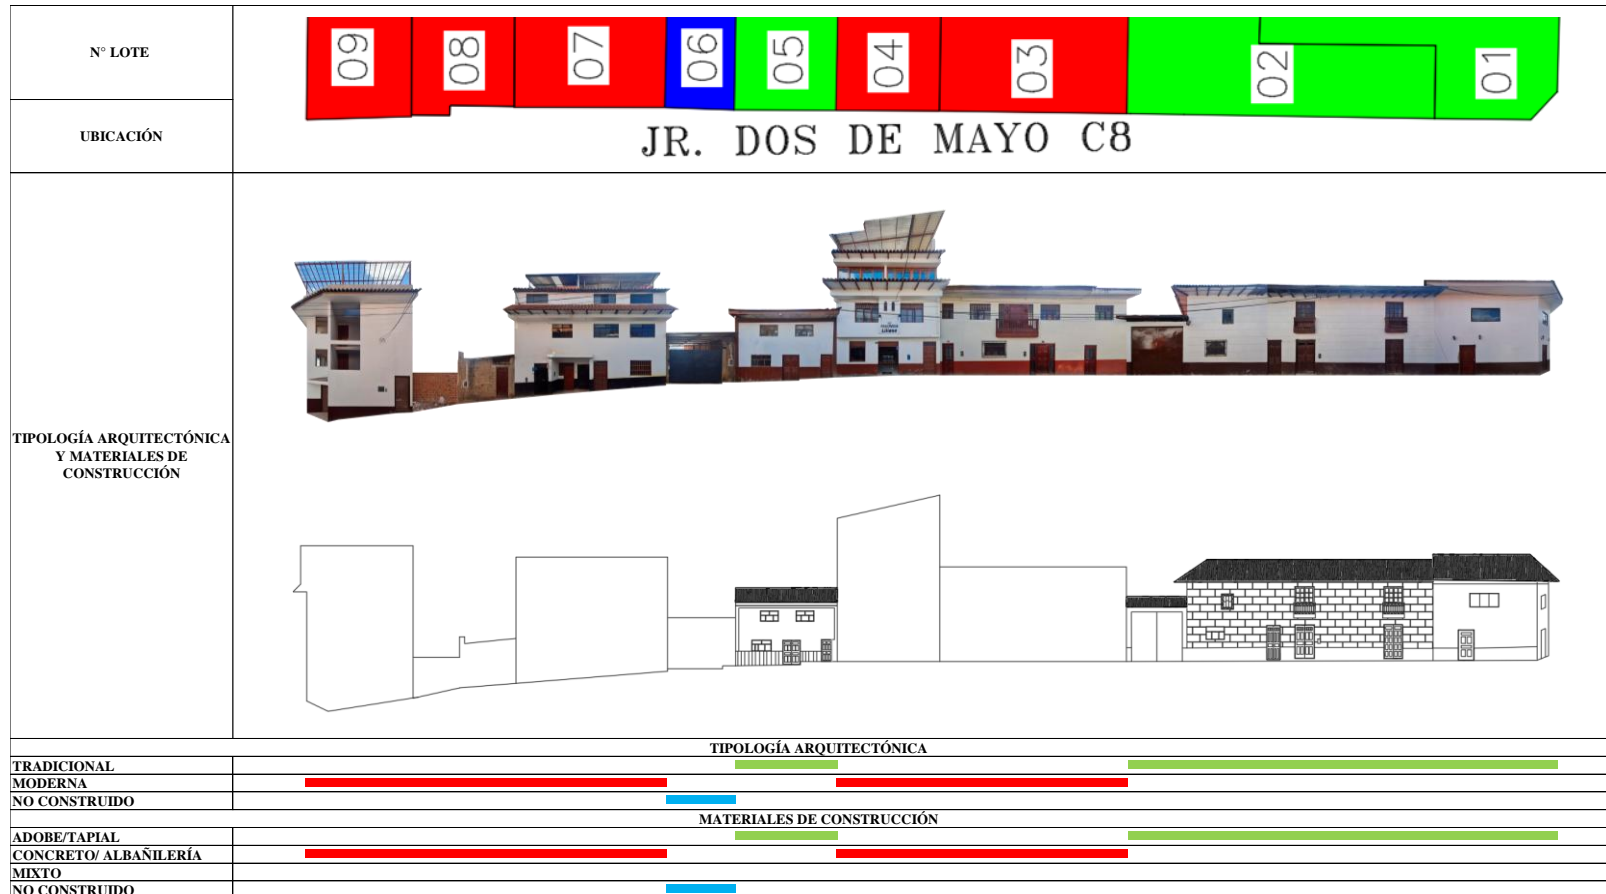 N° LOTE
09
08
07
06
05
04
03
02
01
UBICACIÓN
JR. DOS DE MAYO C8
TIPOLOGÍA ARQUITECTÓNICA
Y MATERIALES DE
CONSTRUCCIÓN
TIPOLOGÍA ARQUITECTÓNICA
TRADICIONAL
MODERNA
NO CONSTRUIDO
MATERIALES DE CONSTRUCCIÓN
ADOBE/TAPIAL
CONCRETO/ ALBAÑILERÍA
MIXTO
NO CONSTRUIDO